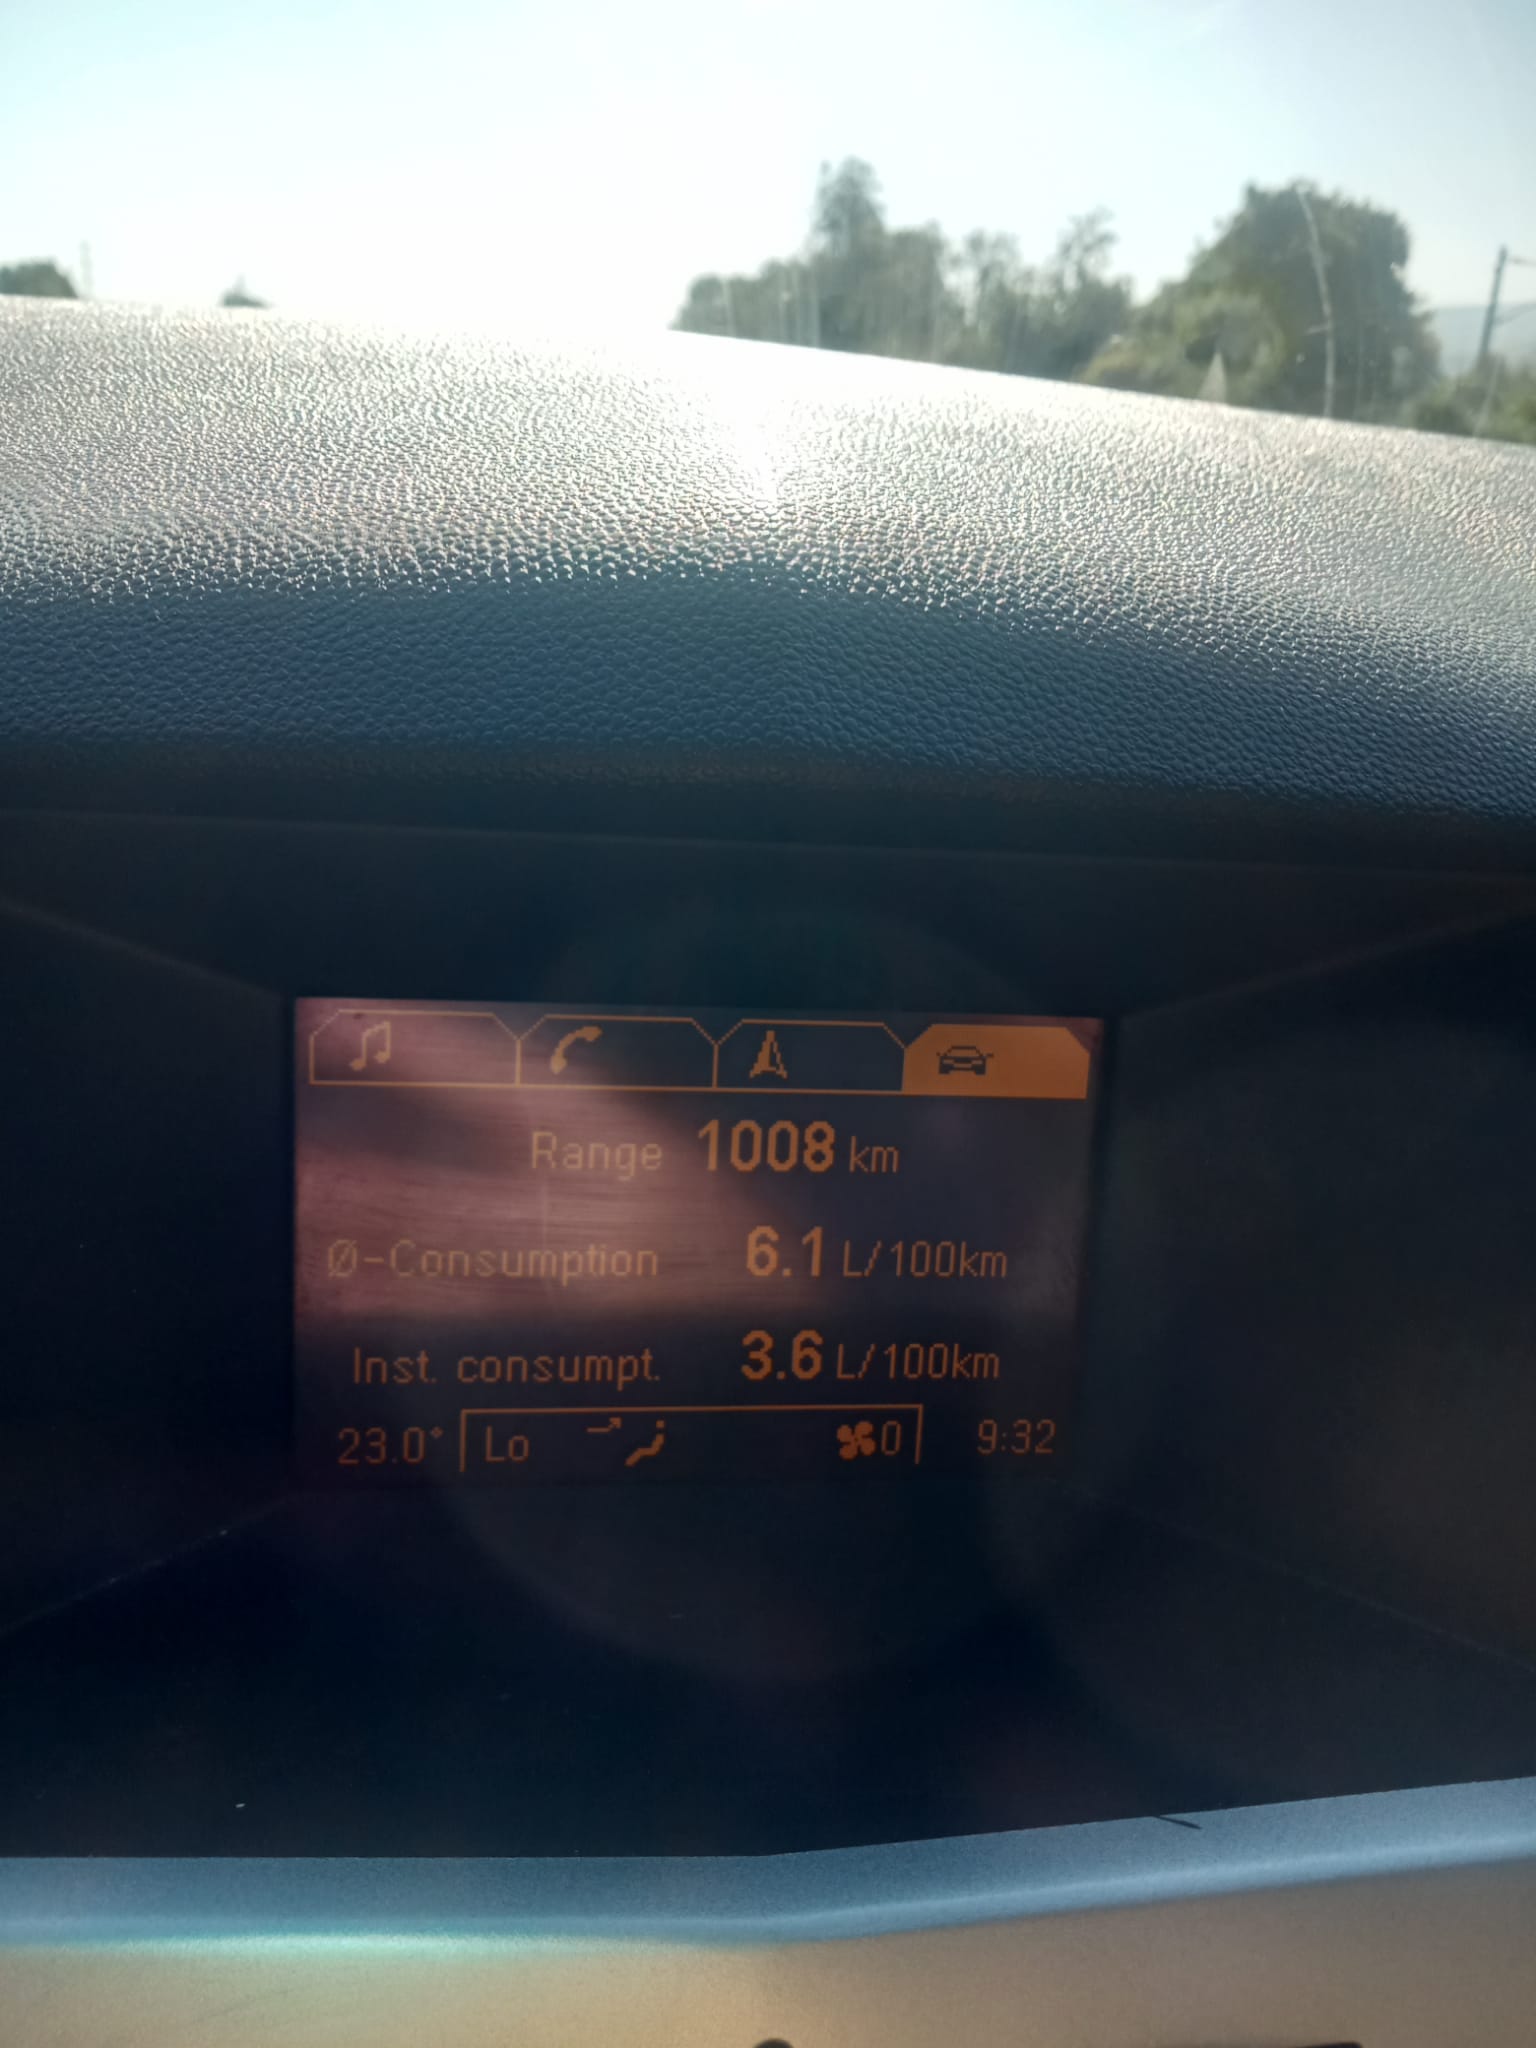 Range 1008 km
Ø-Consumption 6.1 L/100km
Inst. consumpt. 3.6 L/100km
23.0° Lo 0 9:32